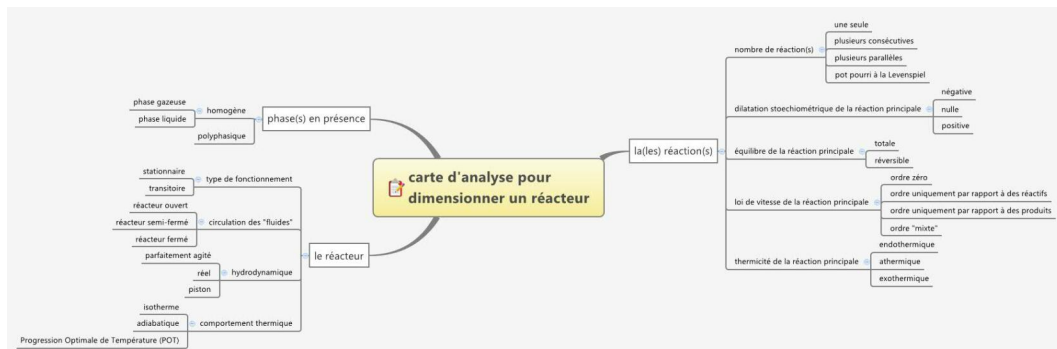 carte d'analyse pour
dimensionner un réacteur
phase(s) en présence
homogène
phase gazeuse
phase liquide
polyphasique
le réacteur
type de fonctionnement
stationnaire
transitoire
circulation des "fluides"
réacteur ouvert
réacteur semi-fermé
réacteur fermé
hydrodynamique
parfaitement agité
réel
piston
comportement thermique
isotherme
adiabatique
Progression Optimale de Température (POT)
la(les) réaction(s)
nombre de réaction(s)
une seule
plusieurs consécutives
plusieurs parallèles
pot pourri à la Levenspiel
dilatation stoechiométrique de la réaction principale
négative
nulle
positive
équilibre de la réaction principale
totale
réversible
loi de vitesse de la réaction principale
ordre zéro
ordre uniquement par rapport à des réactifs
ordre uniquement par rapport à des produits
ordre "mixte"
thermicité de la réaction principale
endothermique
athermique
exothermique